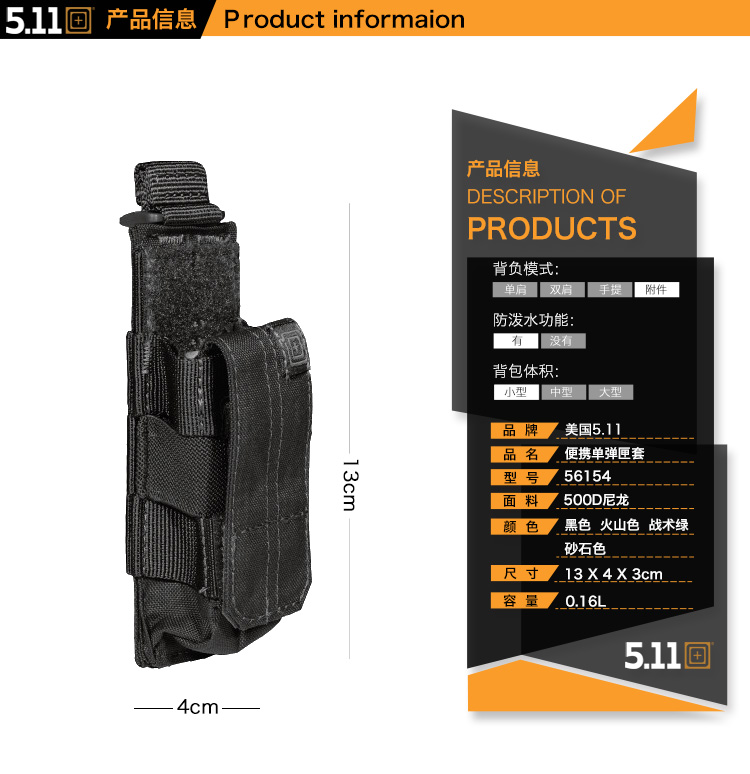 5.11 产品信息 Product informaion
产品信息
DESCRIPTION OF
PRODUCTS
背负模式:
单肩 双肩 手提 附件
防泼水功能:
有 没有
背包体积:
小型 中型 大型
品 牌 美国5.11
品 名 便携单弹匣套
型 号 56154
面 料 500D尼龙
颜 色 黑色 火山色 战术绿
砂石色
尺 寸 13 X 4 X 3cm
容 量 0.16L
5.11
13cm
4cm